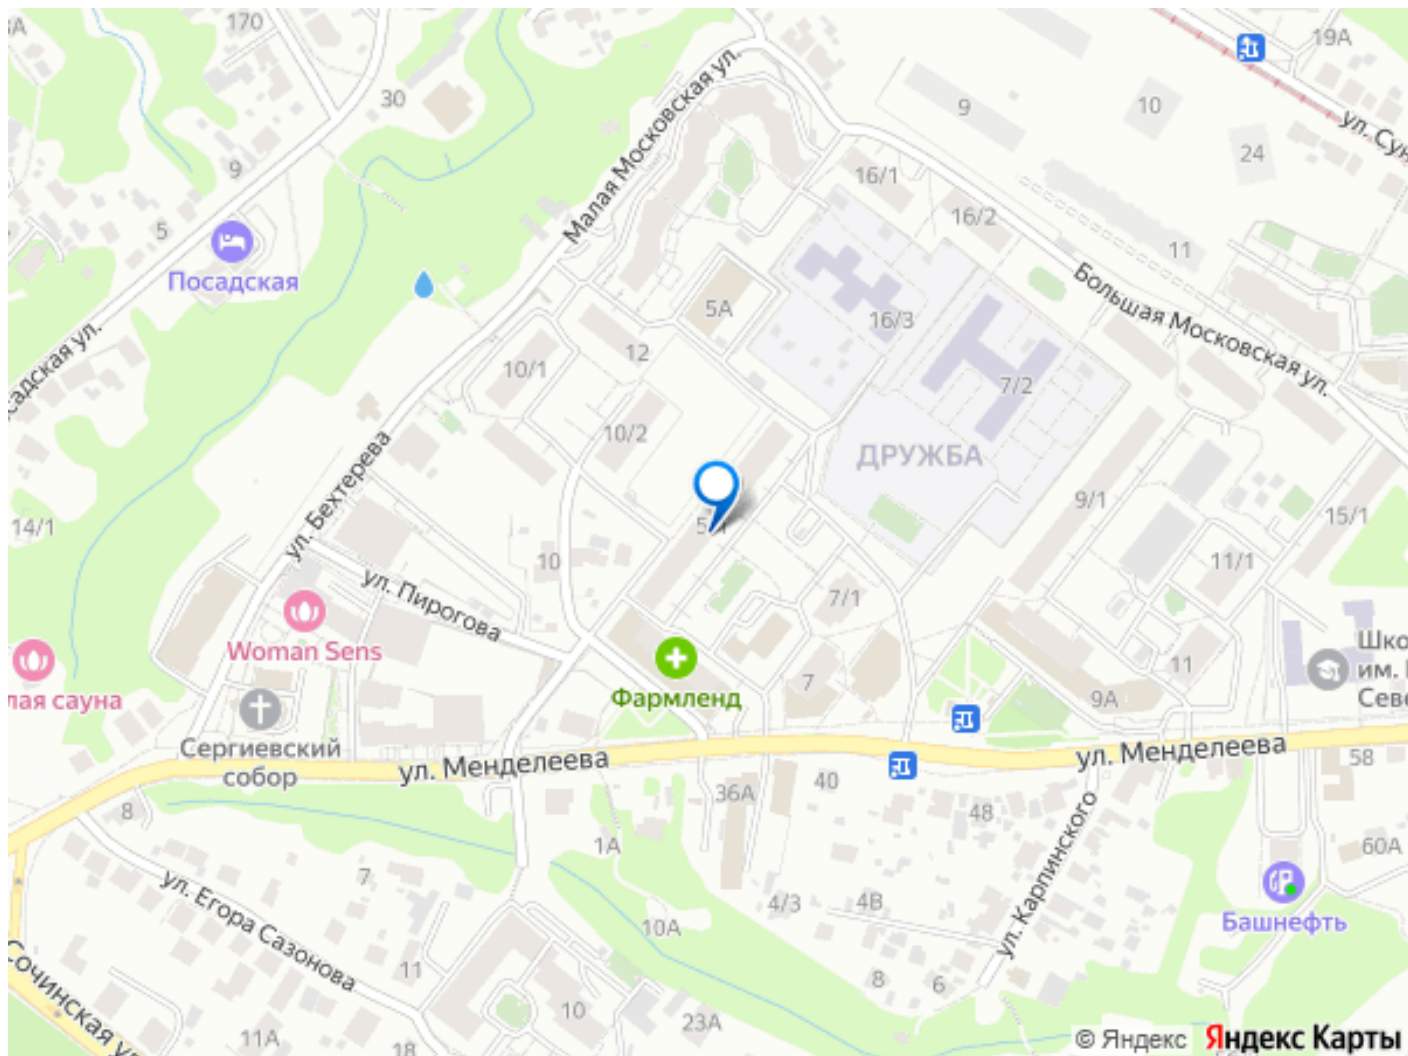 170
30
19А
ул. Сун
9
10
24
Малая Московская ул.
9
5
16/1
16/2
11
Посадская
5А
16/3
Большая Московская ул.
садская ул.
12
10/1
7/2
10/2
ДРУЖБА
ул. Бехтерева
14/1
9/1
15/1
10
11/1
ул. Пирогова
7/1
Woman Sens
лая сауна
Фармленд
7
11
9А
Шко
им.
Севе
Сергиевский
собор
ул. Менделеева
ул. Менделеева
58
8
36А
40
48
1А
60А
7
ул. Карпинского
4/3
4В
Башнефть
ул. Егора Сазонова
10А
11
8
6
Сочинская ул
10
23А
11А
18
© Яндекс Яндекс Карты